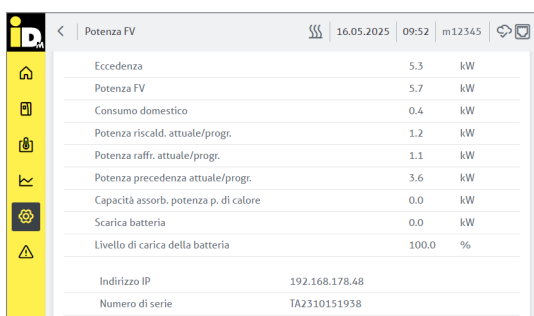 iDM
Potenza FV 16.05.2025 09:52 m12345
Eccedenza 5.3 kW
Potenza FV 5.7 kW
Consumo domestico 0.4 kW
Potenza riscald. attuale/progr. 1.2 kW
Potenza raffr. attuale/progr. 1.1 kW
Potenza precedenza attuale/progr. 3.6 kW
Capacità assorb. potenza p. di calore 0.0 kW
Scarica batteria 0.0 kW
Livello di carica della batteria 100.0 %
Indirizzo IP 192.168.178.48
Numero di serie TA2310151938